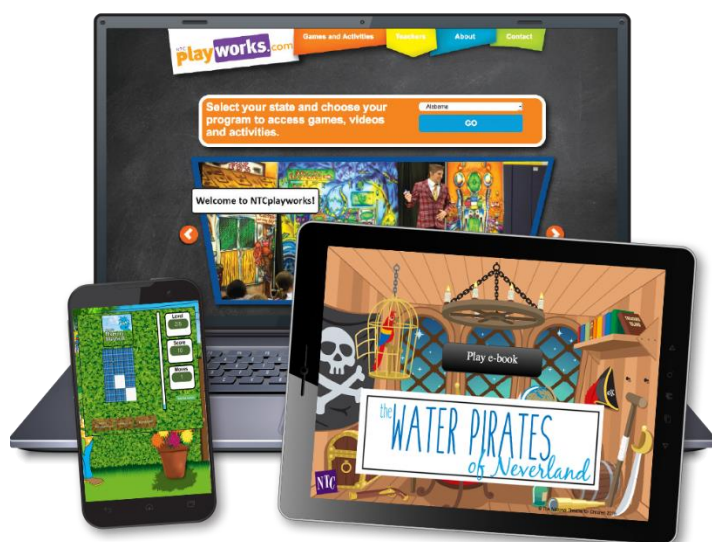 NTC
playworks.com
Games and Activities
Teachers
About
Contact
Select your state and choose your
program to access games, videos
and activities.
Alabama
GO
Welcome to NTCplayworks!
Level
Score
Moves
Play e-book
the
WATER PIRATES
of Neverland
NTC